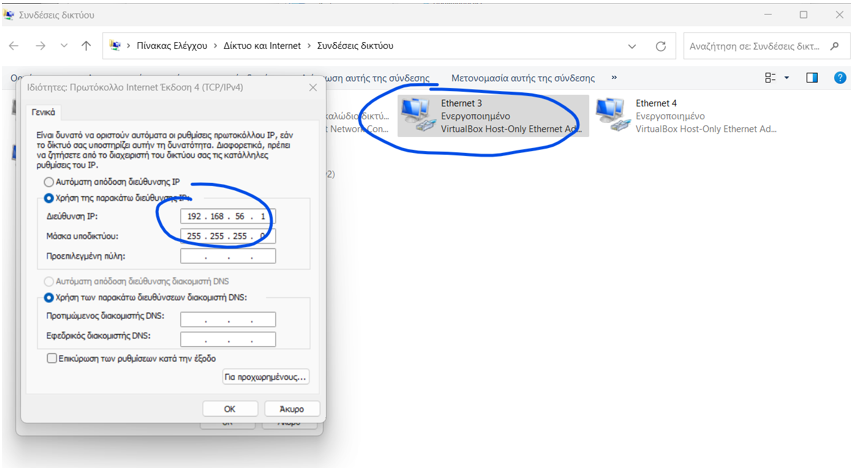 Συνδέσεις δικτύου
Πίνακας Ελέγχου › Δίκτυο και Internet › Συνδέσεις δικτύου
Αναζήτηση σε: Συνδέσεις δικτ...
αυτής της σύνδεσης
Μετονομασία αυτής της σύνδεσης
»
Ιδιότητες: Πρωτόκολλο Internet Έκδοση 4 (TCP/IPv4)
Γενικά
Είναι δυνατό να οριστούν αυτόματα οι ρυθμίσεις πρωτοκόλλου IP, εάν
το δίκτυό σας υποστηρίζει αυτήν τη δυνατότητα. Διαφορετικά, πρέπει
να ζητήσετε από το διαχειριστή του δικτύου σας τις κατάλληλες
ρυθμίσεις του IP.
Αυτόματη απόδοση διεύθυνσης IP
Χρήση της παρακάτω διεύθυνσης IP:
Διεύθυνση IP: 192 . 168 . 56 . 1
Μάσκα υποδικτύου: 255 . 255 . 255 . 0
Προεπιλεγμένη πύλη: . . .
Αυτόματη απόδοση διεύθυνσης διακομιστή DNS
Χρήση των παρακάτω διευθύνσεων διακομιστή DNS:
Προτιμώμενος διακομιστής DNS: . . .
Εφεδρικός διακομιστής DNS: . . .
Επικύρωση των ρυθμίσεων κατά την έξοδο
Για προχωρημένους...
OK Άκυρο
καλώδιο δικτύ...
x Network Con...
Ethernet 3
Ενεργοποιημένο
VirtualBox Host-Only Ethernet Ad...
Ethernet 4
Ενεργοποιημένο
VirtualBox Host-Only Ethernet Ad...